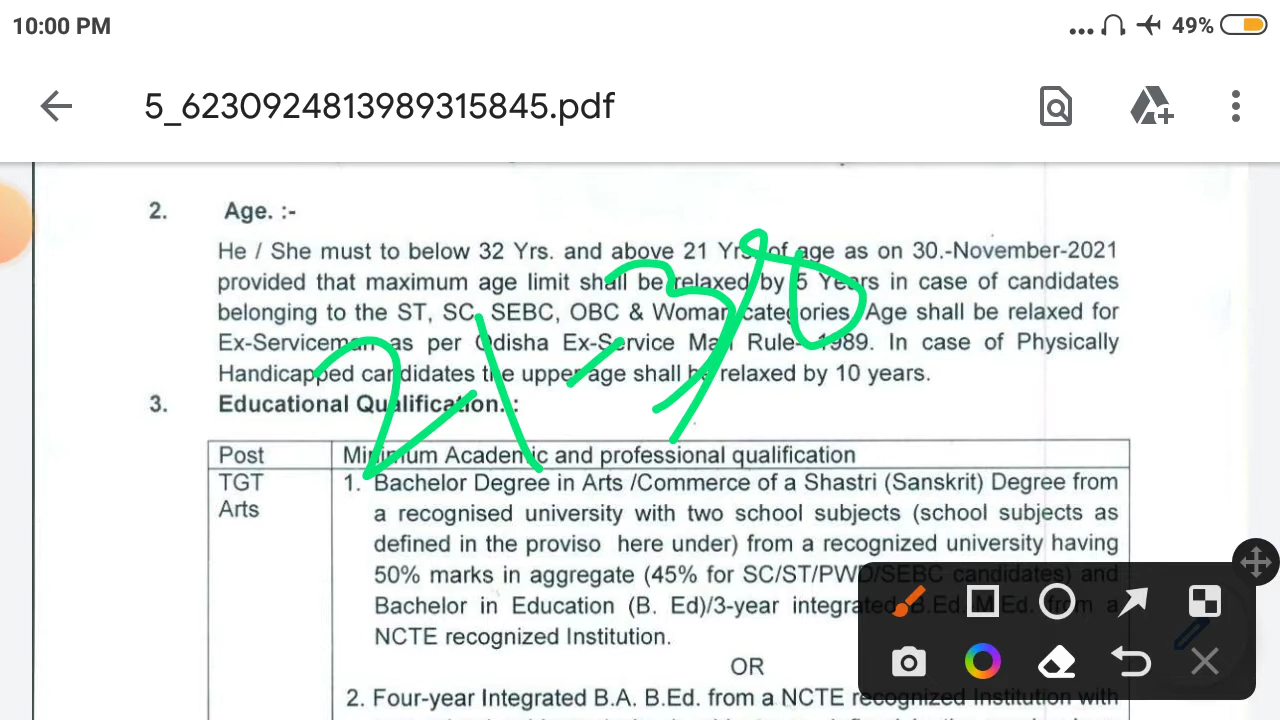 10:00 PM
49%
5_6230924813989315845.pdf
2. Age. :-
He / She must to below 32 Yrs. and above 21 Yrs. of age as on 30.-November-2021
provided that maximum age limit shall be relaxed by 5 Years in case of candidates
belonging to the ST, SC, SEBC, OBC & Woman categories. Age shall be relaxed for
Ex-Serviceman as per Odisha Ex-Service Man Rule- 1989. In case of Physically
Handicapped candidates the upper age shall be relaxed by 10 years.
21-
3. Educational Qualification. :
Post Minimum Academic and professional qualification
TGT Arts
1. Bachelor Degree in Arts /Commerce of a Shastri (Sanskrit) Degree from
a recognised university with two school subjects (school subjects as
defined in the proviso here under) from a recognized university having
50% marks in aggregate (45% for SC/ST/PWD/SEBC candidates) and
Bachelor in Education (B. Ed)/3-year integrated B.Ed. M.Ed. from a
NCTE recognized Institution.
OR
2. Four-year Integrated B.A. B.Ed. from a NCTE recognized Institution with